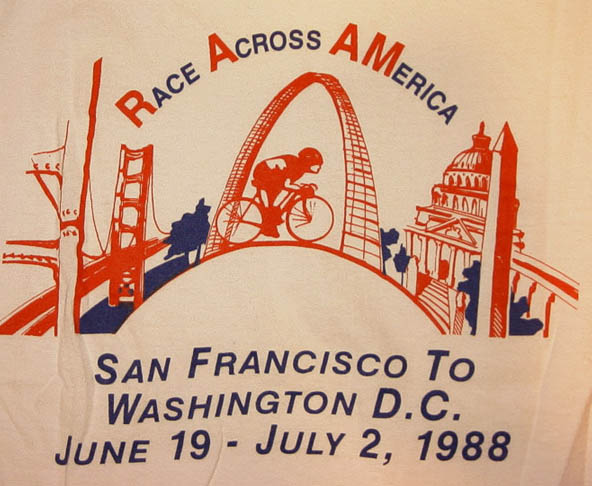 Race Across AMerica
San Francisco To
Washington D.C.
June 19 - July 2, 1988